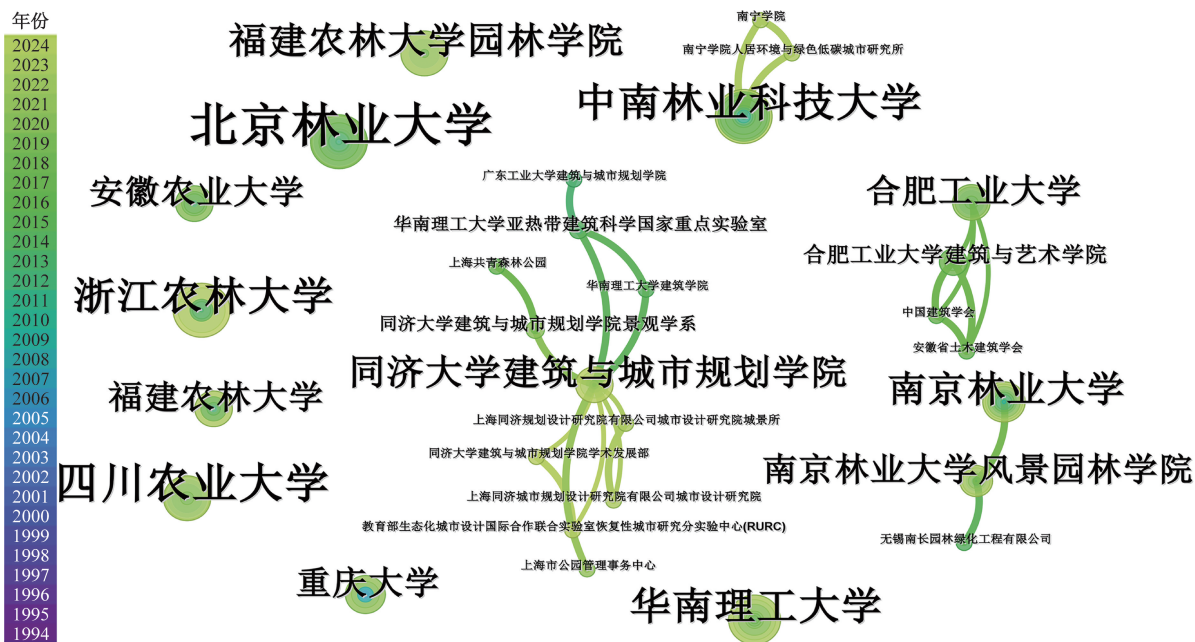 年份
2024
2023
2022
2021
2020
2019
2018
2017
2016
2015
2014
2013
2012
2011
2010
2009
2008
2007
2006
2005
2004
2003
2002
2001
2000
1999
1998
1997
1996
1995
1994
福建农林大学园林学院
北京林业大学
安徽农业大学
浙江农林大学
福建农林大学
四川农业大学
重庆大学
南宁学院
南宁学院人居环境与绿色低碳城市研究所
中南林业科技大学
广东工业大学建筑与城市规划学院
华南理工大学亚热带建筑科学国家重点实验室
上海共青森林公园
华南理工大学建筑学院
同济大学建筑与城市规划学院景观学系
同济大学建筑与城市规划学院
上海同济规划设计研究院有限公司城市设计研究院城景所
同济大学建筑与城市规划学院学术发展部
上海同济城市规划设计研究院有限公司城市设计研究院
教育部生态化城市设计国际合作联合实验室恢复性城市研究分实验中心(RURC)
上海市公园管理事务中心
华南理工大学
合肥工业大学
合肥工业大学建筑与艺术学院
中国建筑学会
安徽省土木建筑学会
南京林业大学
南京林业大学风景园林学院
无锡南长园林绿化工程有限公司